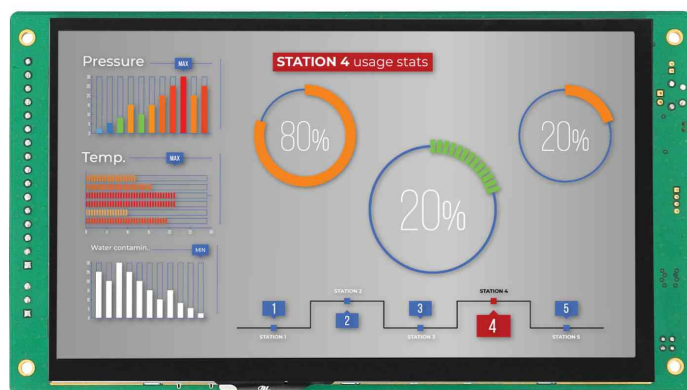 Pressure
MAX
STATION 4 usage stats
80%
20%
Temp.
MAX
20%
Water contamin.
MIN
STATION 2
STATION 4
1
3
5
2
4
STATION 1
STATION 3
STATION 5